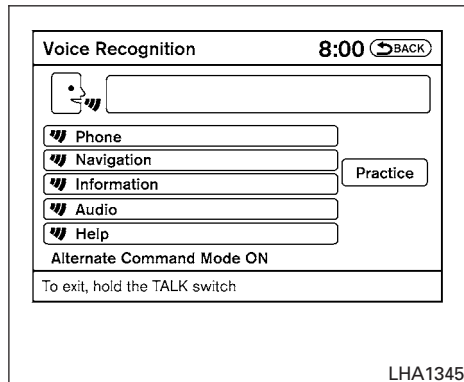 Voice Recognition 8:00 BACK
Phone
Navigation
Practice
Information
Audio
Help
Alternate Command Mode ON
To exit, hold the TALK switch
LHA1345